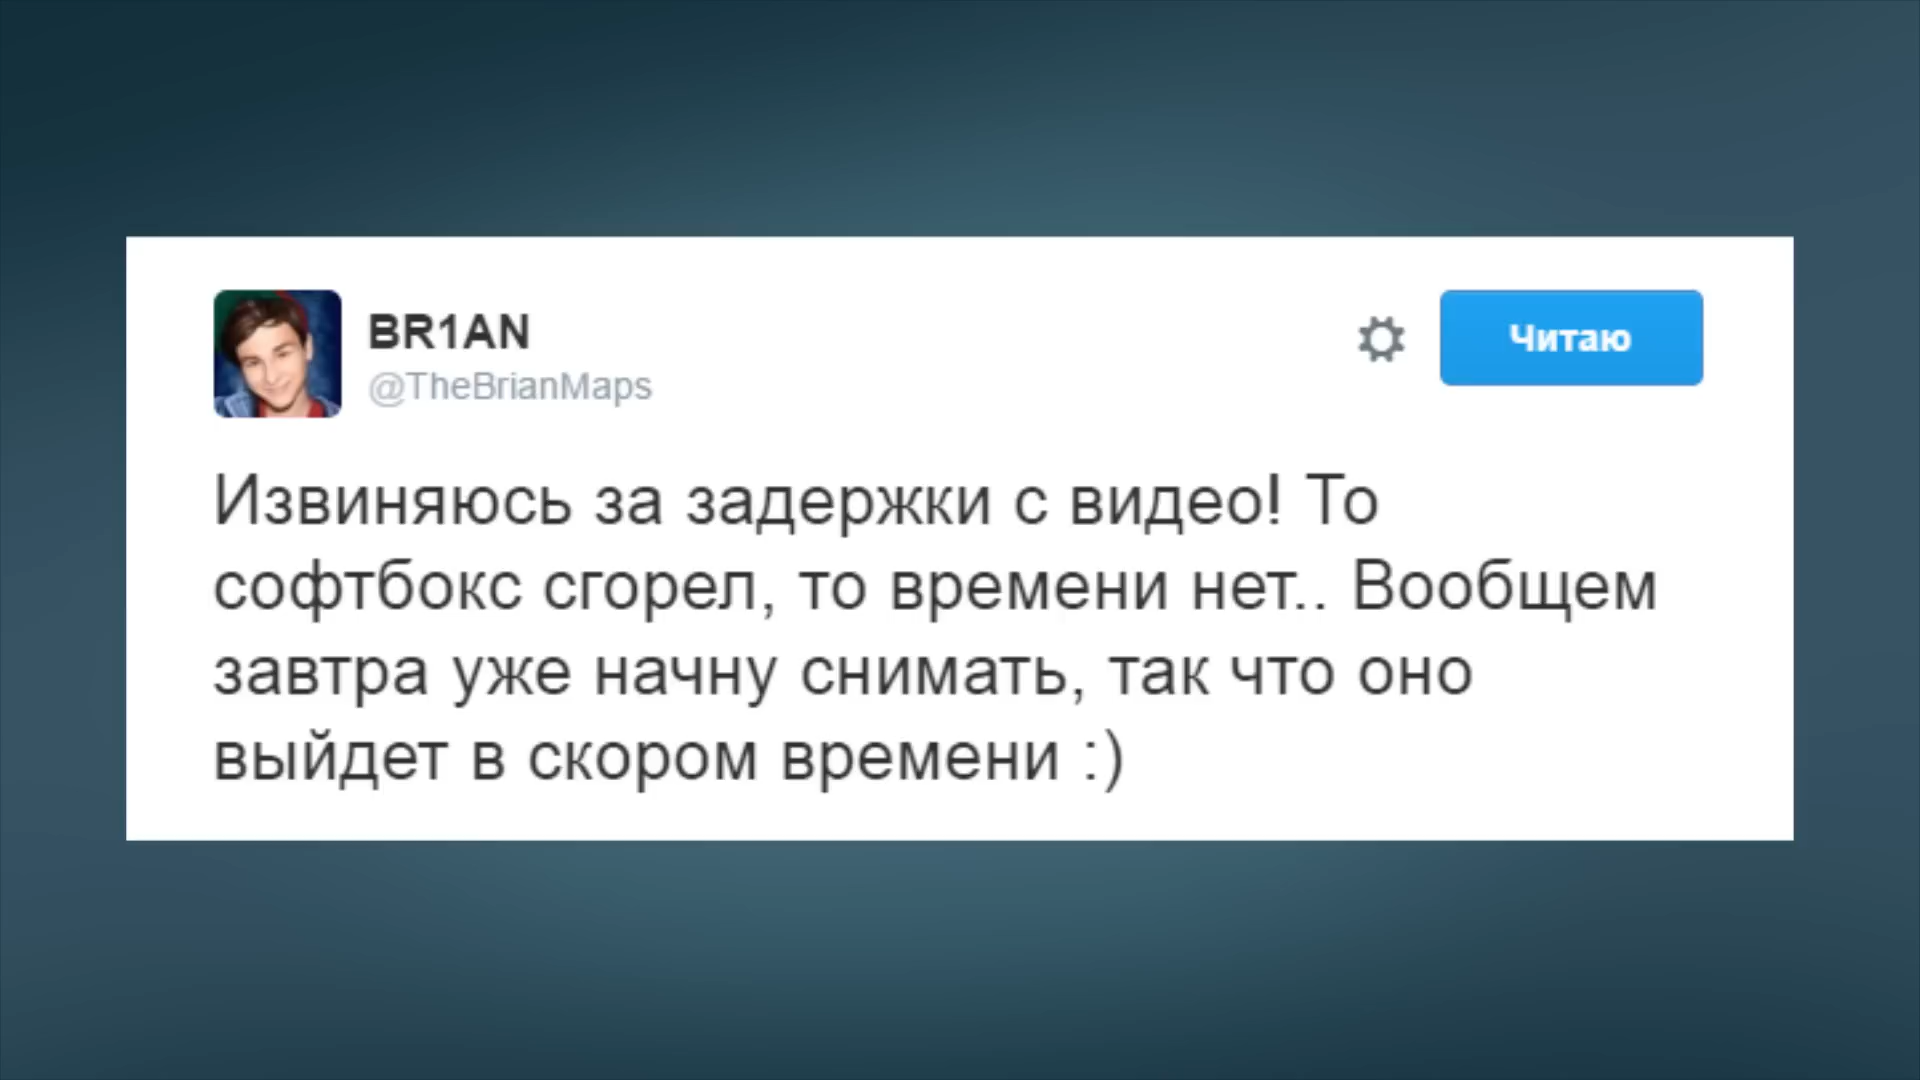 BR1AN
@TheBrianMaps
Читаю
Извиняюсь за задержки с видео! То
софтбокс сгорел, то времени нет.. Вообщем
завтра уже начну снимать, так что оно
выйдет в скором времени :)